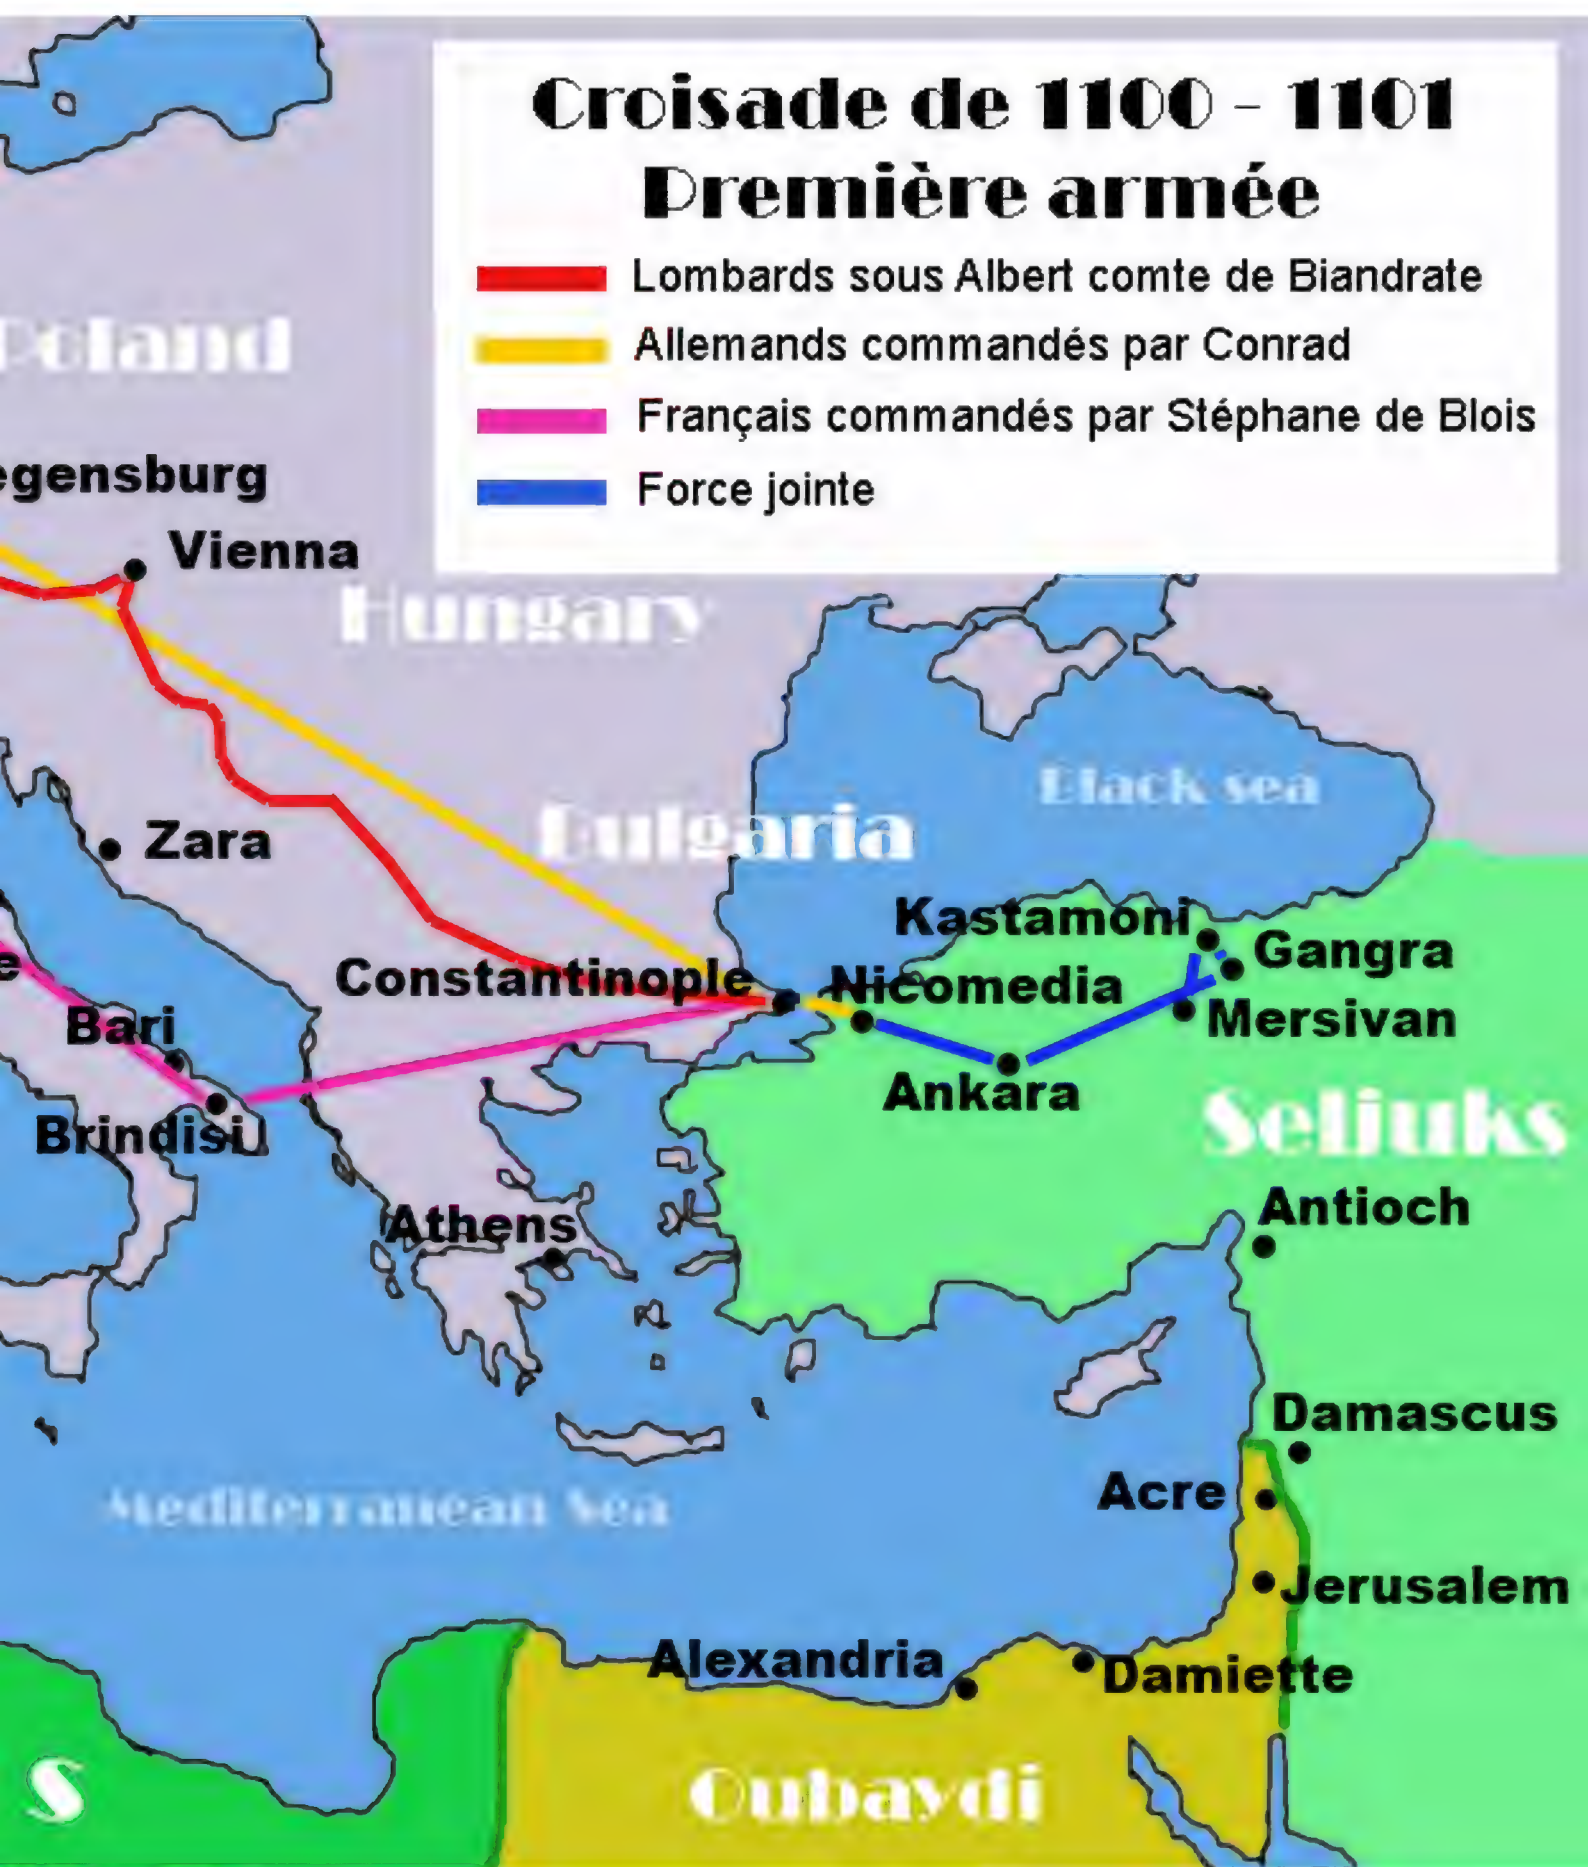 Croisade de 1100 - 1101
Première armée
Lombards sous Albert comte de Biandrate
Allemands commandés par Conrad
Français commandés par Stéphane de Blois
Force jointe
Poland
egensburg
Vienna
Hungary
Black sea
Bulgaria
Zara
Kastamoni
Gangra
Constantinople
Nicomedia
e
Mersivan
Bari
Ankara
Brindisi
Seljuks
Antioch
Athens
Damascus
Acre
Mediterranean Sea
Jerusalem
Alexandria
Damiette
S
Oubaydi